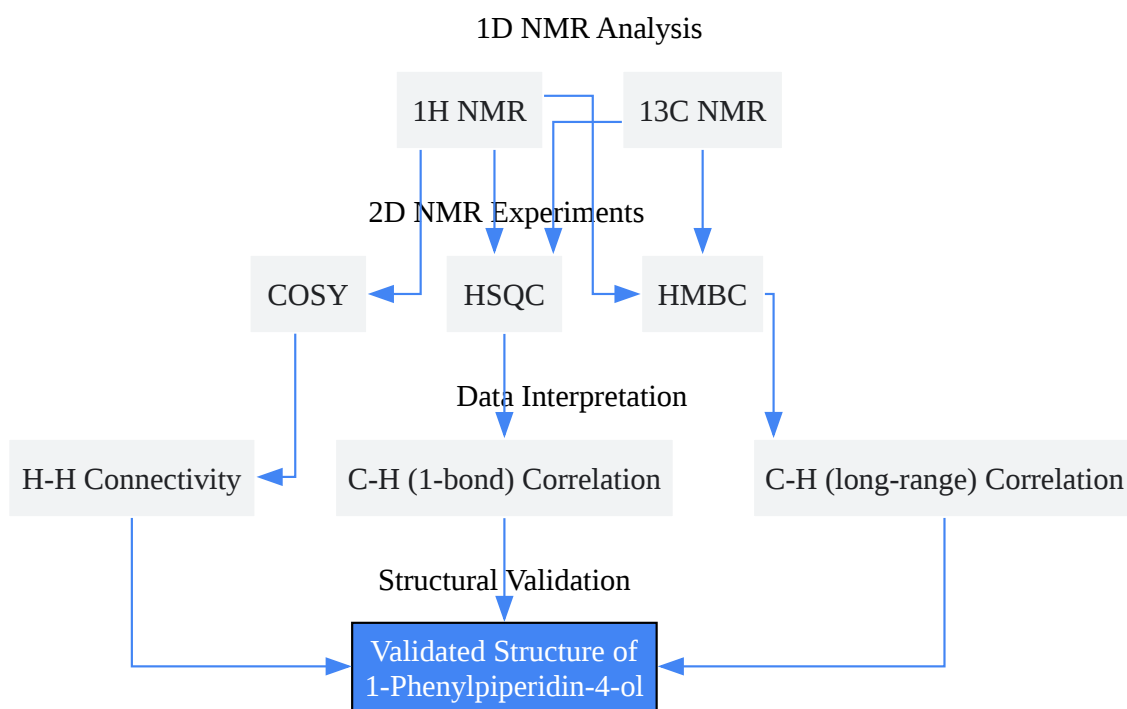 1D NMR Analysis
1H NMR
13C NMR
2D NMR Experiments
COSY
HSQC
HMBC
Data Interpretation
H-H Connectivity
C-H (1-bond) Correlation
C-H (long-range) Correlation
Structural Validation
Validated Structure of
1-Phenylpiperidin-4-ol